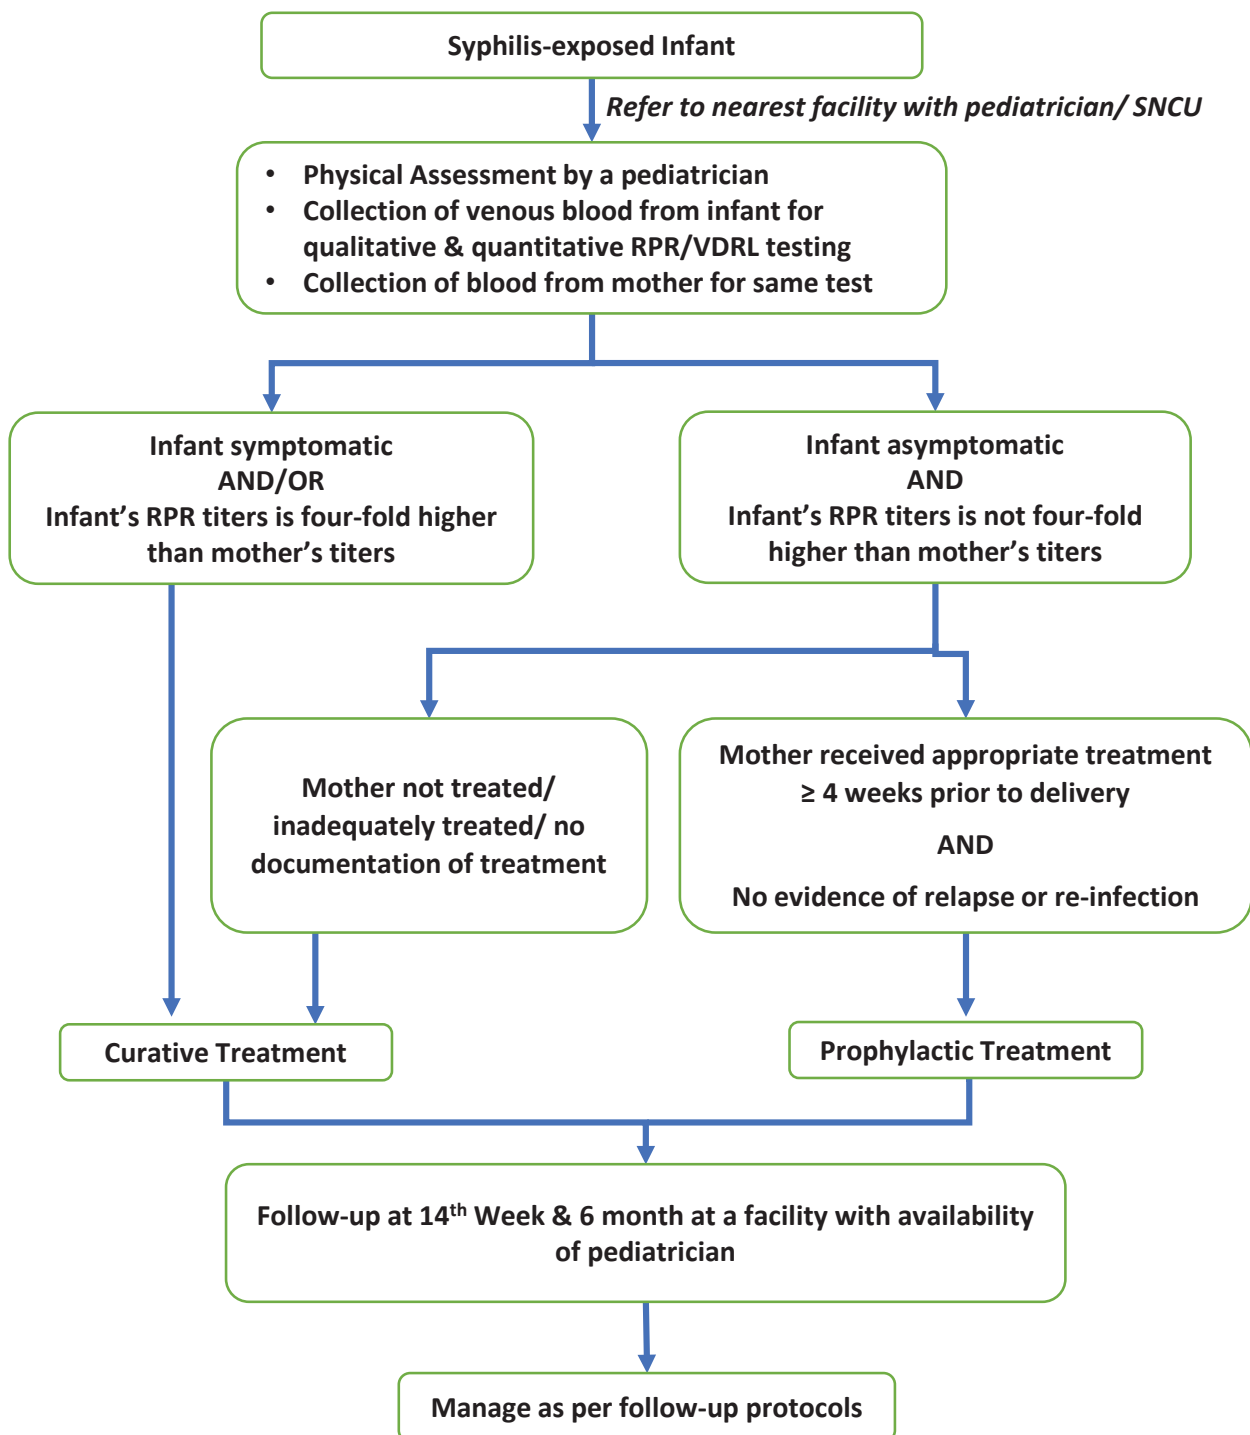 Syphilis-exposed Infant
Refer to nearest facility with pediatrician/ SNCU
• Physical Assessment by a pediatrician
• Collection of venous blood from infant for
qualitative & quantitative RPR/VDRL testing
• Collection of blood from mother for same test
Infant symptomatic
AND/OR
Infant’s RPR titers is four-fold higher
than mother’s titers
Infant asymptomatic
AND
Infant’s RPR titers is not four-fold
higher than mother’s titers
Mother not treated/
inadequately treated/ no
documentation of treatment
Mother received appropriate treatment
≥ 4 weeks prior to delivery
AND
No evidence of relapse or re-infection
Curative Treatment
Prophylactic Treatment
Follow-up at 14th Week & 6 month at a facility with availability
of pediatrician
Manage as per follow-up protocols